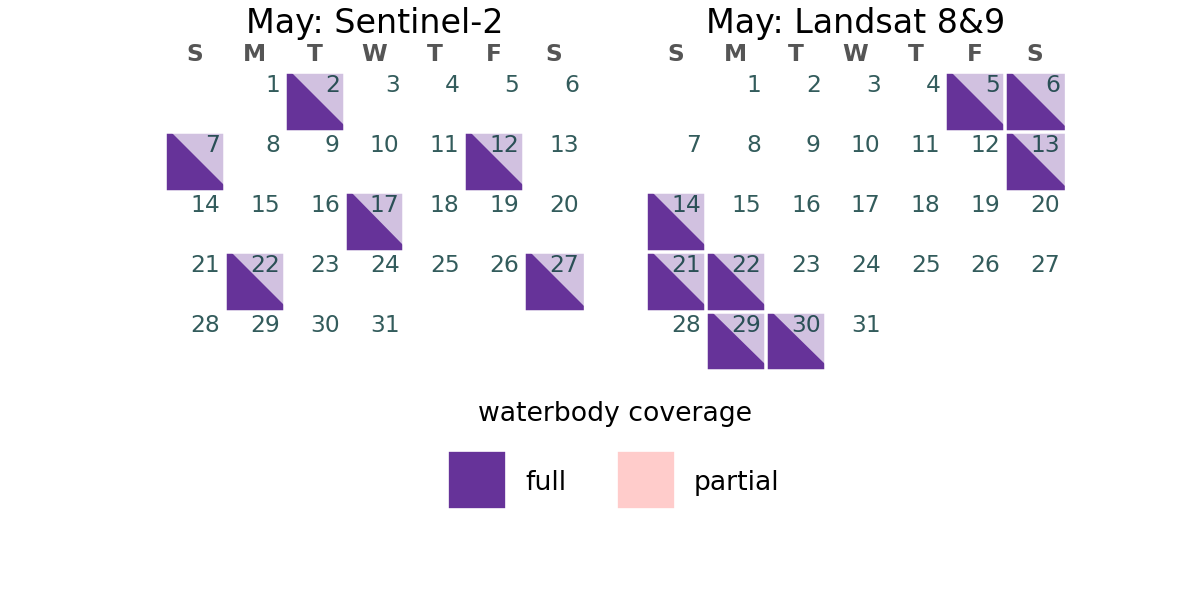 May: Sentinel-2
S M T W T F S
1 2 3 4 5 6
7 8 9 10 11 12 13
14 15 16 17 18 19 20
21 22 23 24 25 26 27
28 29 30 31
May: Landsat 8&9
S M T W T F S
1 2 3 4 5 6
7 8 9 10 11 12 13
14 15 16 17 18 19 20
21 22 23 24 25 26 27
28 29 30 31
waterbody coverage
full partial